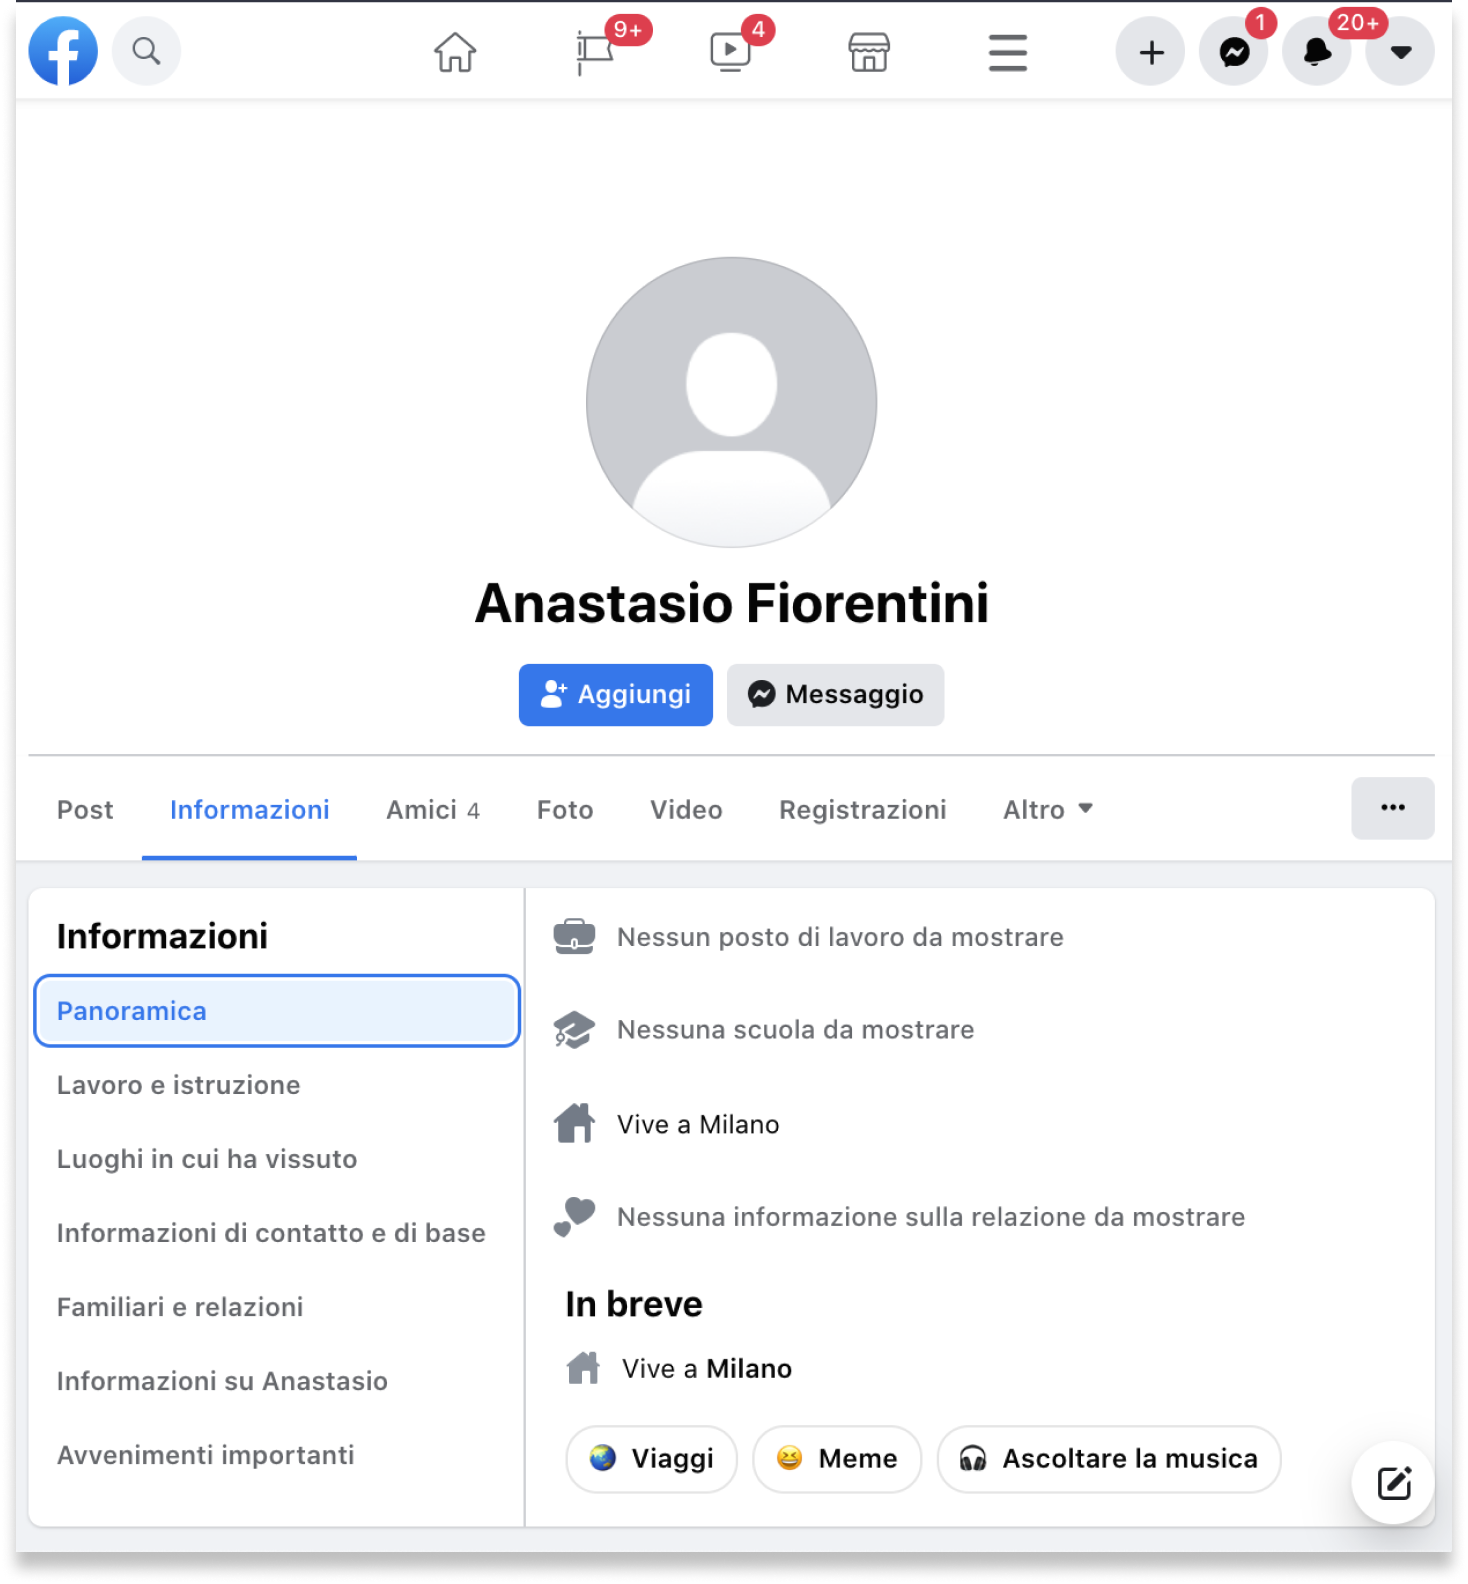 9+
4
1
20+
Anastasio Fiorentini
Aggiungi
Messaggio
Post
Informazioni
Amici 4
Foto
Video
Registrazioni
Altro
Informazioni
Panoramica
Lavoro e istruzione
Luoghi in cui ha vissuto
Informazioni di contatto e di base
Familiari e relazioni
Informazioni su Anastasio
Avvenimenti importanti
Nessun posto di lavoro da mostrare
Nessuna scuola da mostrare
Vive a Milano
Nessuna informazione sulla relazione da mostrare
In breve
Vive a Milano
Viaggi
Meme
Ascoltare la musica